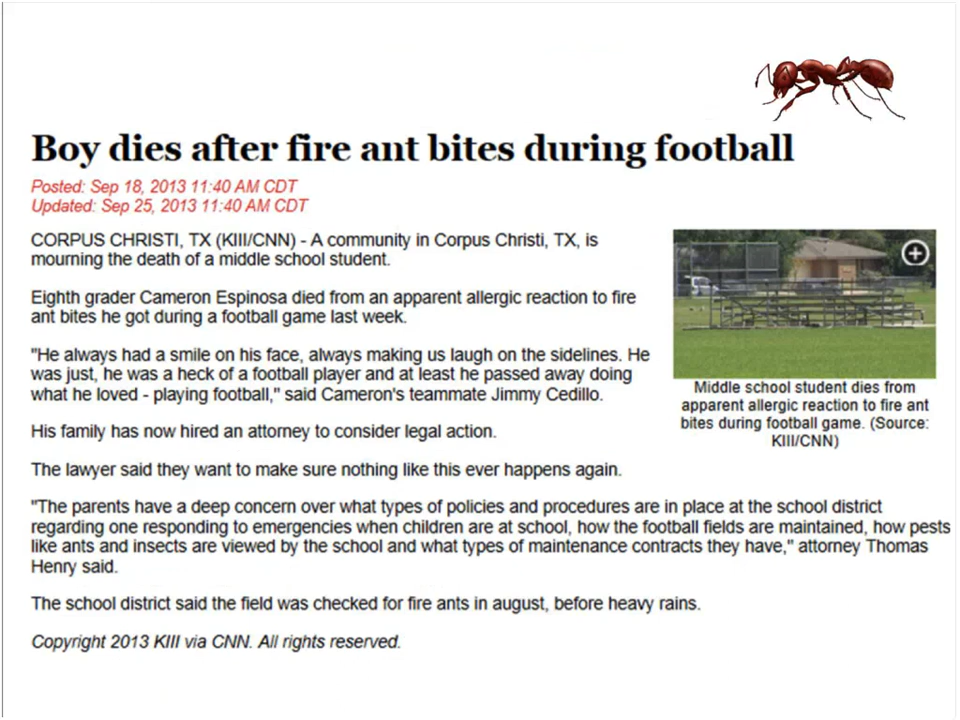 Boy dies after fire ant bites during football
Posted: Sep 18, 2013 11:40 AM CDT
Updated: Sep 25, 2013 11:40 AM CDT
CORPUS CHRISTI, TX (KIII/CNN) - A community in Corpus Christi, TX, is
mourning the death of a middle school student.
Eighth grader Cameron Espinosa died from an apparent allergic reaction to fire
ant bites he got during a football game last week.
"He always had a smile on his face, always making us laugh on the sidelines. He
was just, he was a heck of a football player and at least he passed away doing
what he loved - playing football," said Cameron's teammate Jimmy Cedillo.
His family has now hired an attorney to consider legal action.
The lawyer said they want to make sure nothing like this ever happens again.
Middle school student dies from
apparent allergic reaction to fire ant
bites during football game. (Source:
KIII/CNN)
"The parents have a deep concern over what types of policies and procedures are in place at the school district
regarding one responding to emergencies when children are at school, how the football fields are maintained, how pests
like ants and insects are viewed by the school and what types of maintenance contracts they have," attorney Thomas
Henry said.
The school district said the field was checked for fire ants in august, before heavy rains.
Copyright 2013 KIII via CNN. All rights reserved.